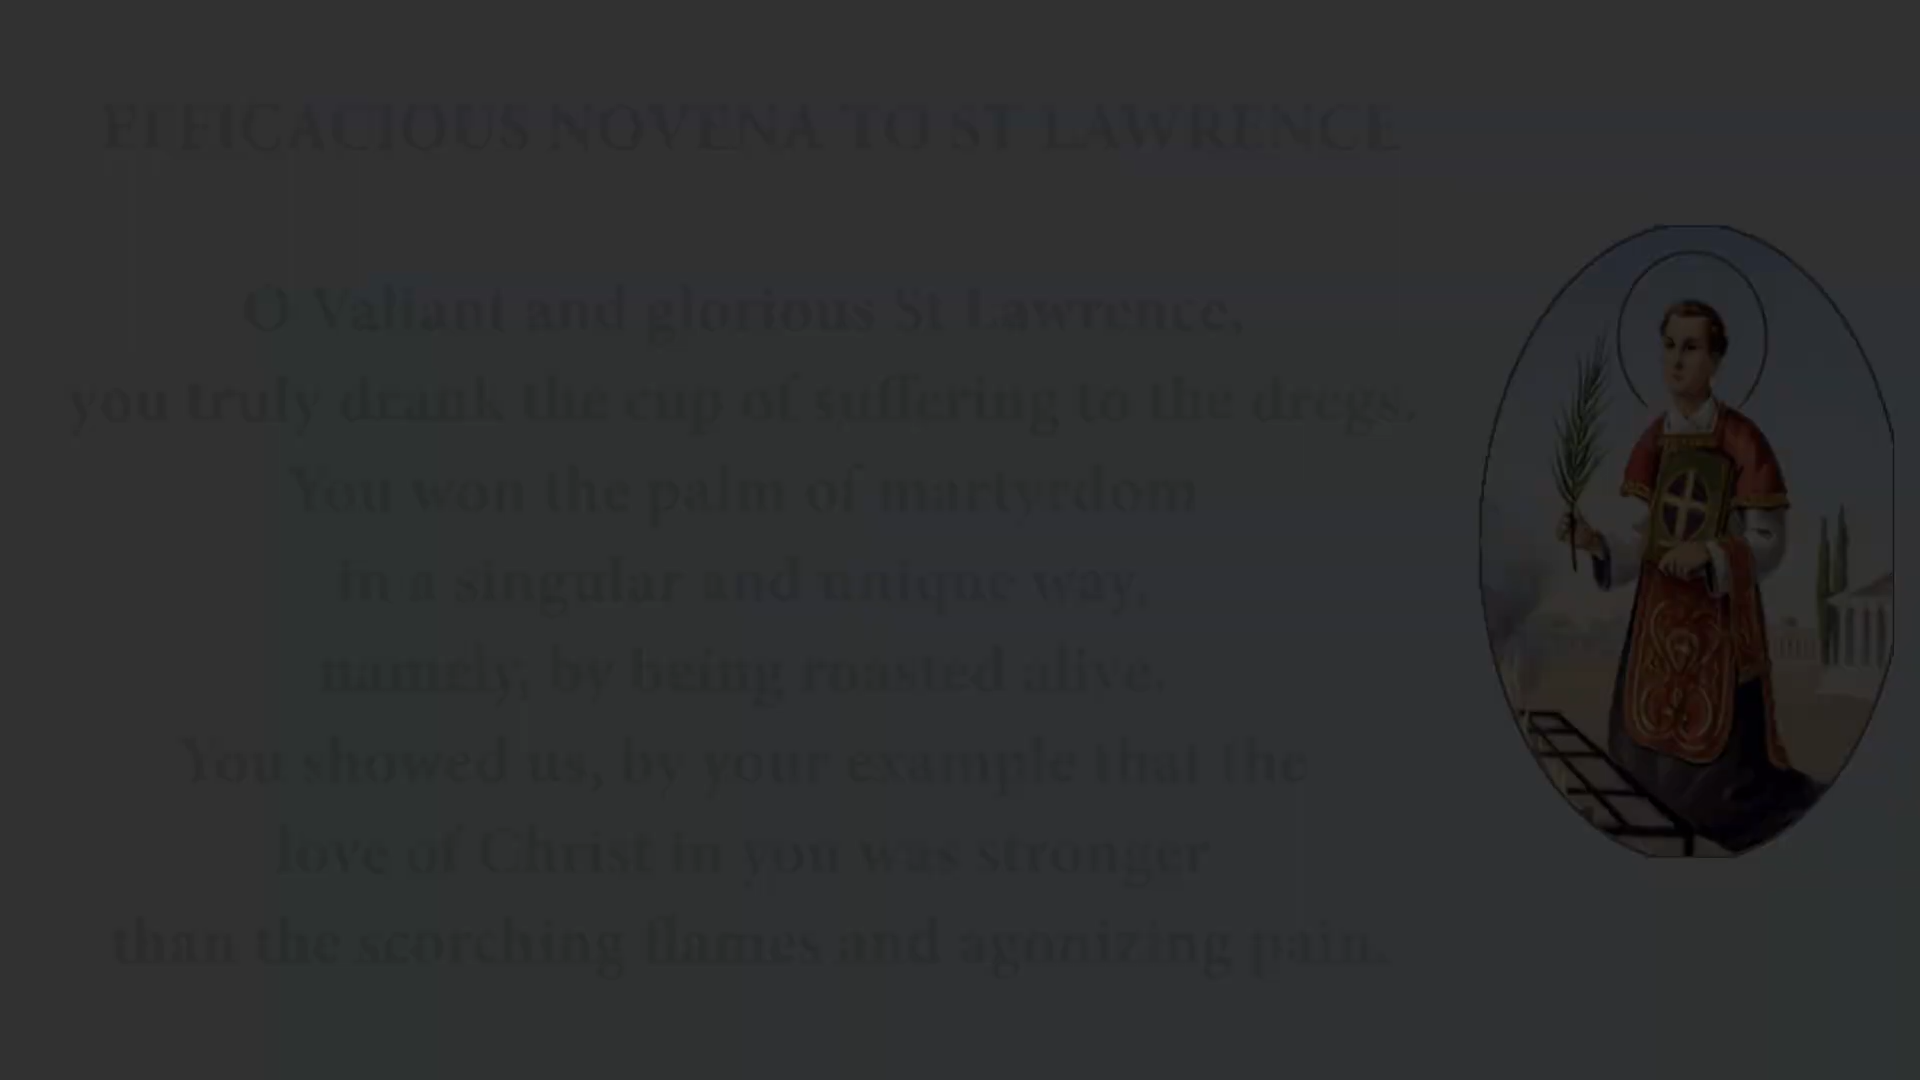 EFFICACIOUS NOVENA TO ST LAWRENCE
O Valiant and glorious St Lawrence,
you truly drank the cup of suffering to the dregs.
You won the palm of martyrdom
in a singular and unique way,
namely, by being roasted alive.
You showed us, by your example that the
love of Christ in you was stronger
than the scorching flames and agonizing pain.